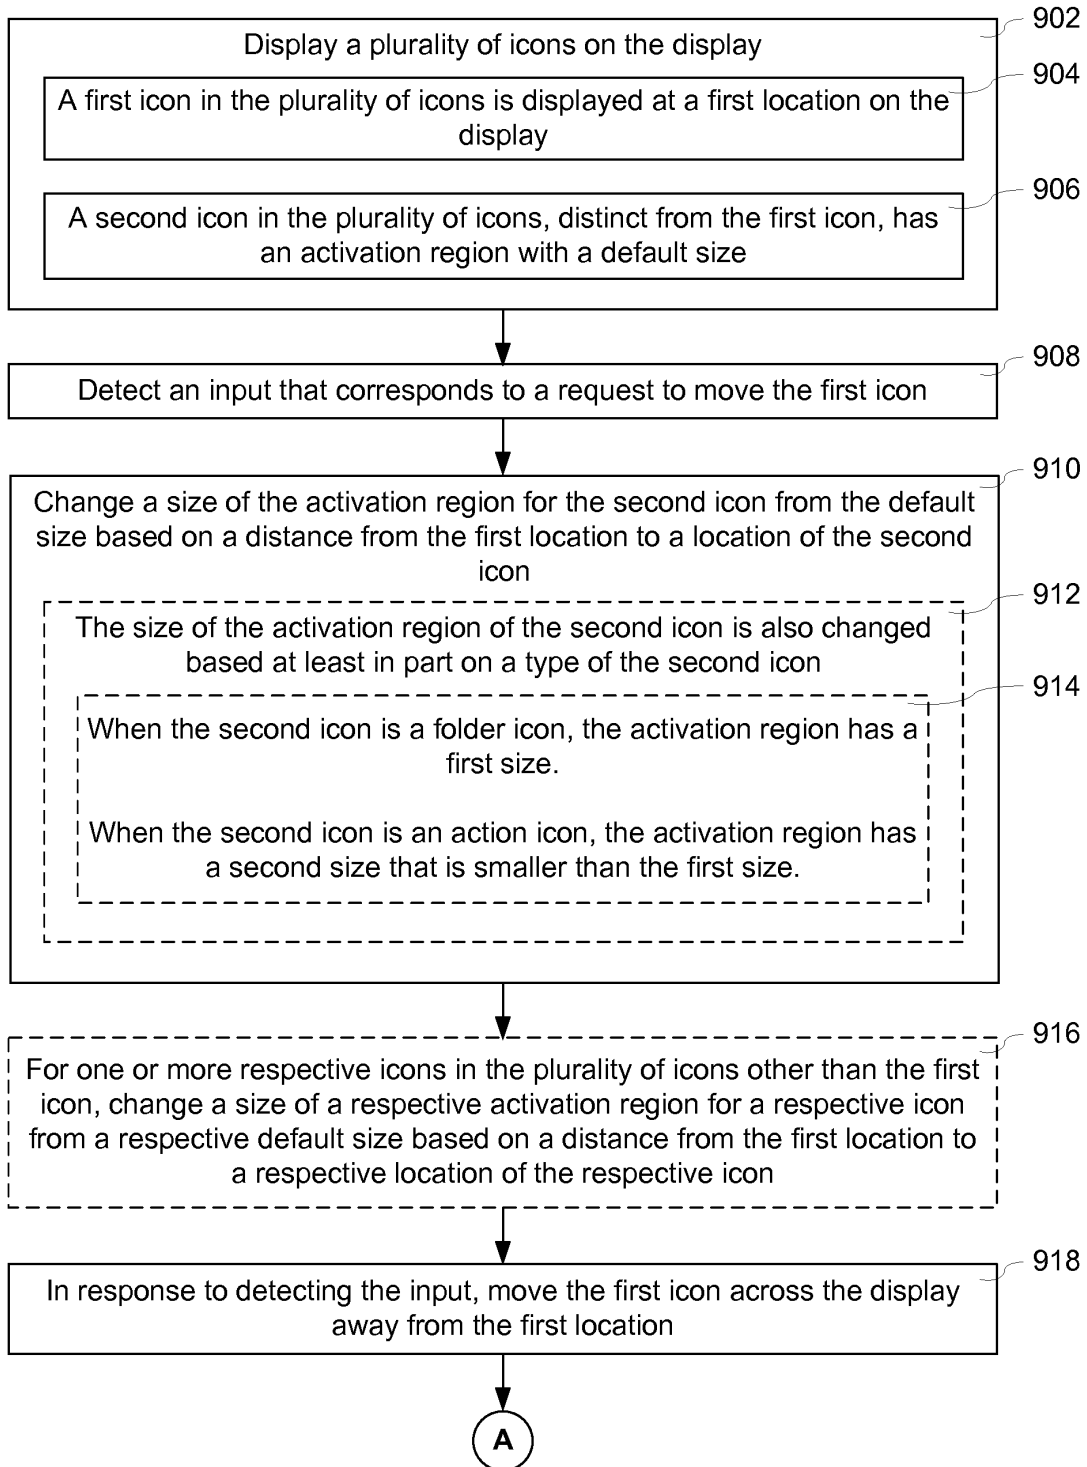 902
Display a plurality of icons on the display
904
A first icon in the plurality of icons is displayed at a first location on the
display
906
A second icon in the plurality of icons, distinct from the first icon, has
an activation region with a default size
908
Detect an input that corresponds to a request to move the first icon
910
Change a size of the activation region for the second icon from the default
size based on a distance from the first location to a location of the second
icon
912
The size of the activation region of the second icon is also changed
based at least in part on a type of the second icon
914
When the second icon is a folder icon, the activation region has a
first size.
When the second icon is an action icon, the activation region has
a second size that is smaller than the first size.
916
For one or more respective icons in the plurality of icons other than the first
icon, change a size of a respective activation region for a respective icon
from a respective default size based on a distance from the first location to
a respective location of the respective icon
918
In response to detecting the input, move the first icon across the display
away from the first location
A